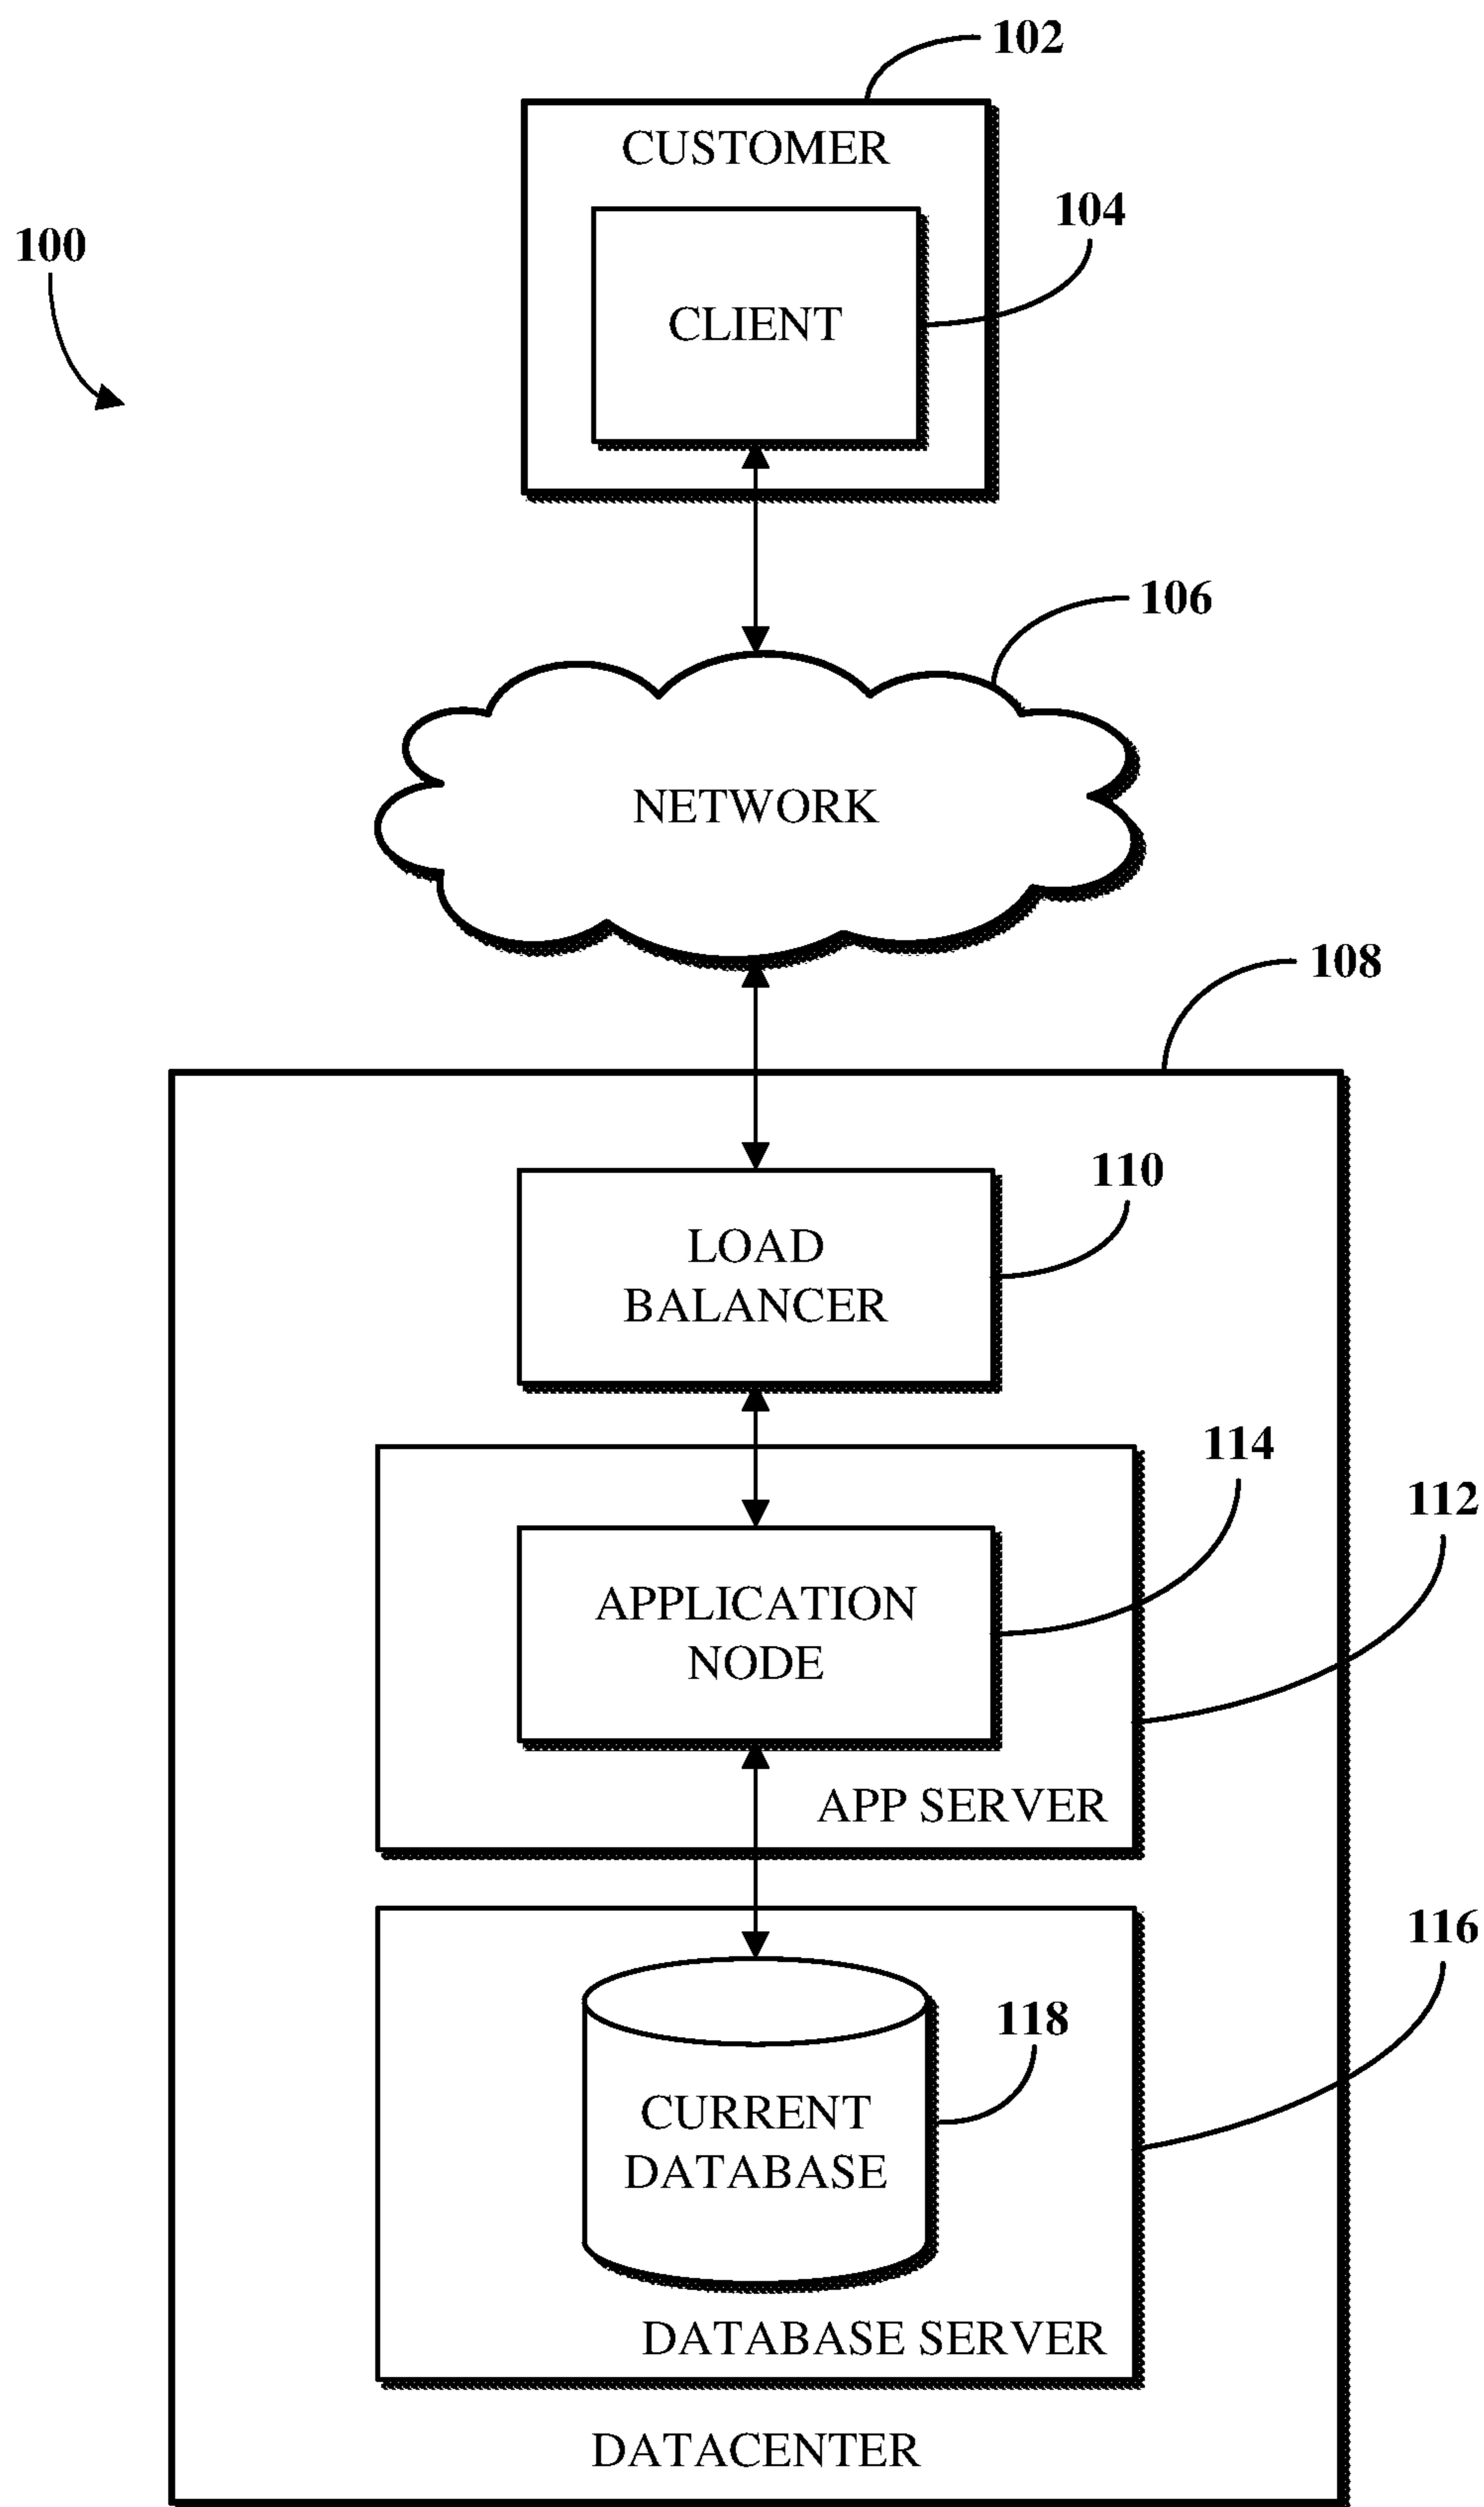 102
CUSTOMER
104
100
CLIENT
106
NETWORK
108
110
LOAD
BALANCER
114
112
APPLICATION
NODE
APP SERVER
116
118
CURRENT
DATABASE
DATABASE SERVER
DATACENTER